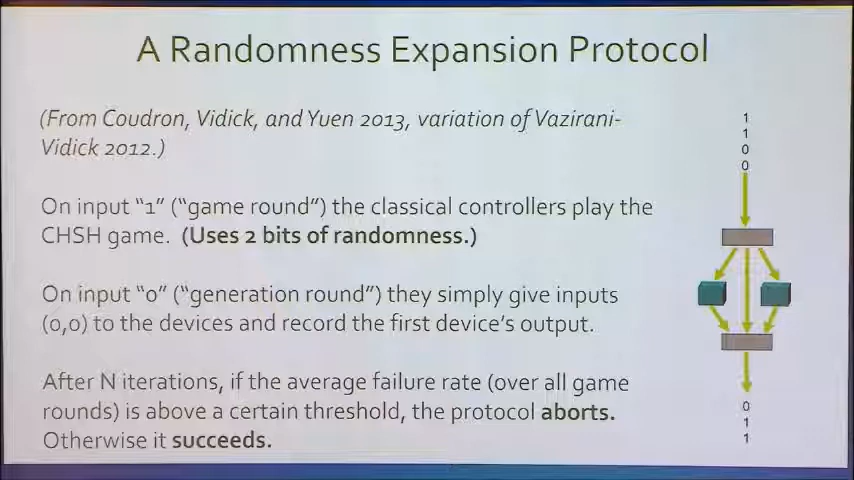 A Randomness Expansion Protocol
(From Coudron, Vidick, and Yuen 2013, variation of Vazirani-
Vidick 2012.)
On input “1” (“game round”) the classical controllers play the
CHSH game. (Uses 2 bits of randomness.)
On input “0” (“generation round”) they simply give inputs
(0,0) to the devices and record the first device's output.
After N iterations, if the average failure rate (over all game
rounds) is above a certain threshold, the protocol aborts.
Otherwise it succeeds.
1
1
0
0
0
1
1